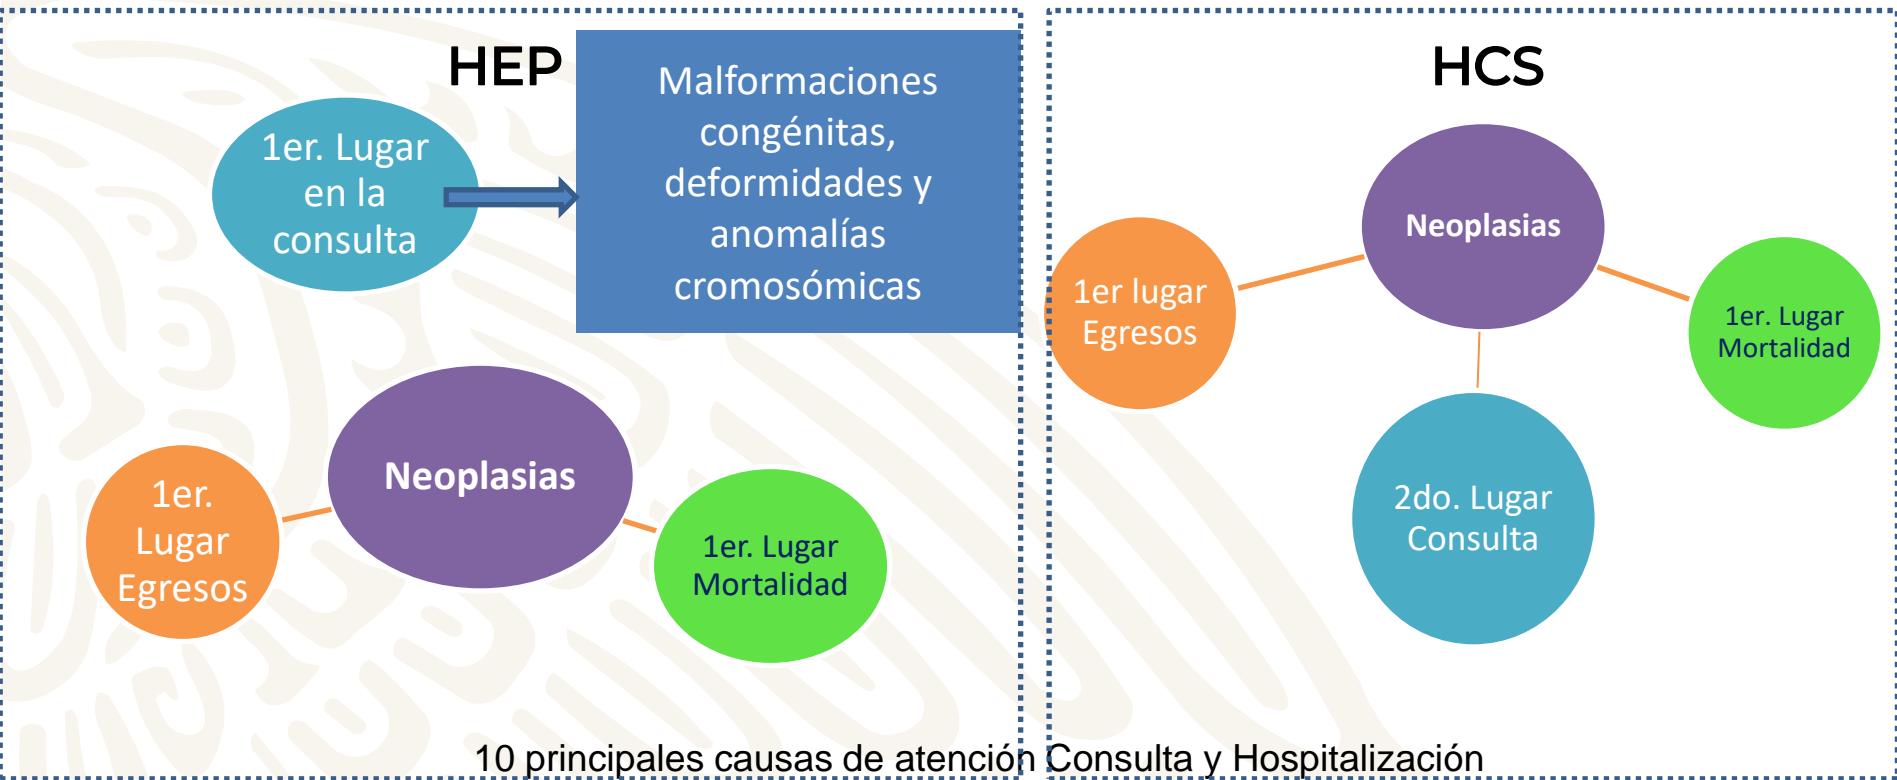 HEP
1er. Lugar
en la
consulta
Malformaciones
congénitas,
deformidades y
anomalías
cromosómicas
Neoplasias
1er.
Lugar
Egresos
1er. Lugar
Mortalidad
HCS
Neoplasias
1er lugar
Egresos
1er. Lugar
Mortalidad
2do. Lugar
Consulta
10 principales causas de atención Consulta y Hospitalización